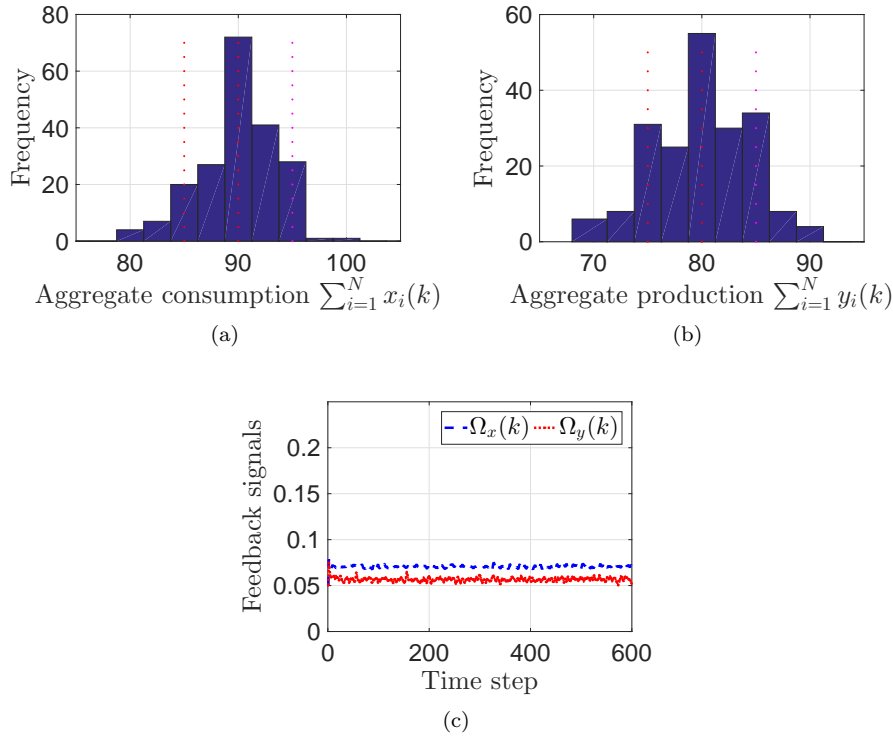 80
60
40
20
0
Frequency
80 90 100
Aggregate consumption $\sum_{i=1}^{N} x_i(k)$
(a)
60
40
20
0
Frequency
70 80 90
Aggregate production $\sum_{i=1}^{N} y_i(k)$
(b)
Ω_x(k) Ω_y(k)
0.2
0.15
0.1
0.05
0
Feedback signals
0 200 400 600
Time step
(c)